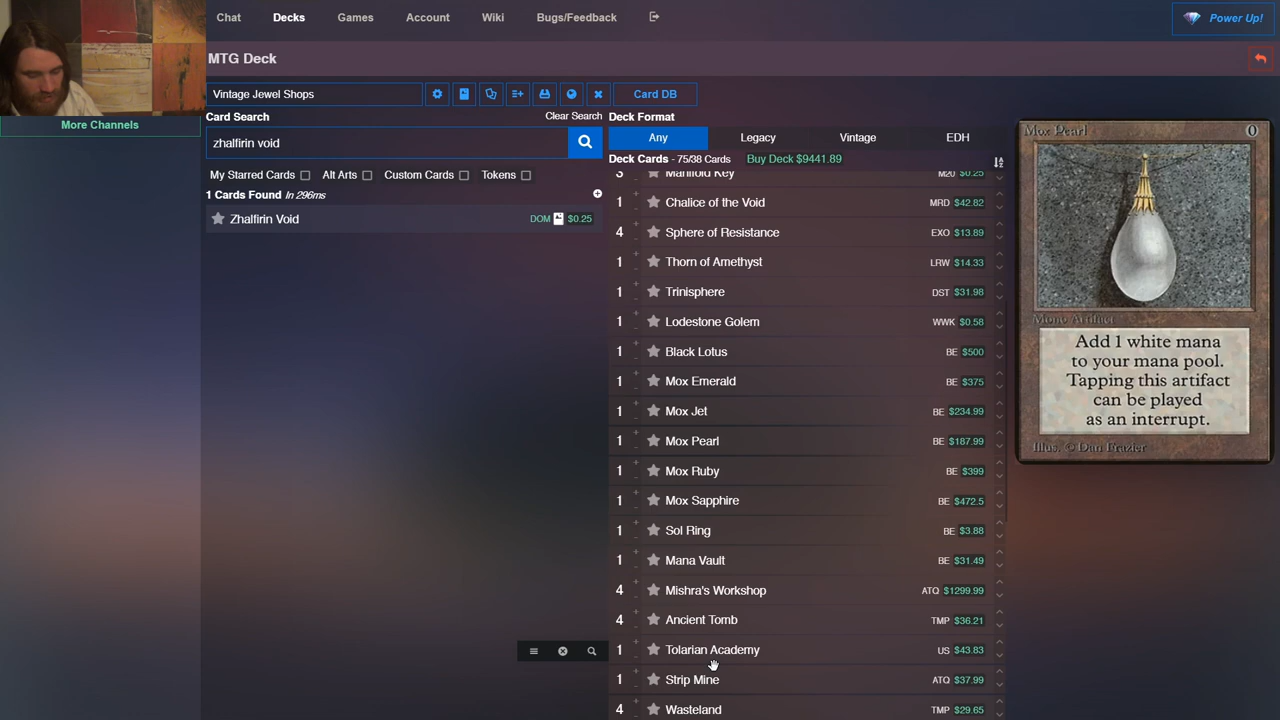 Chat Decks Games Account Wiki Bugs/Feedback Power Up!
MTG Deck
More Channels
Vintage Jewel Shops Card DB
Card Search Clear Search
zhalfirin void
My Starred Cards Alt Arts Custom Cards Tokens
1 Cards Found In 296ms
Zhalfirin Void DOM $0.25
Deck Format
Any Legacy Vintage EDH
Deck Cards - 75/38 Cards Buy Deck $9441.89
3 Manifold Key M20 $0.25
1 Chalice of the Void MRD $42.82
4 Sphere of Resistance EXO $13.89
1 Thorn of Amethyst LRW $14.33
1 Trinisphere DST $31.98
1 Lodestone Golem WWK $0.58
1 Black Lotus BE $500
1 Mox Emerald BE $375
1 Mox Jet BE $234.99
1 Mox Pearl BE $187.99
1 Mox Ruby BE $399
1 Mox Sapphire BE $472.5
1 Sol Ring BE $3.88
1 Mana Vault BE $31.49
4 Mishra's Workshop ATQ $1299.99
4 Ancient Tomb TMP $36.21
1 Tolarian Academy US $43.83
1 Strip Mine ATQ $37.99
4 Wasteland TMP $29.65
Mox Pearl 0
Mono Artifact
Add 1 white mana
to your mana pool.
Tapping this artifact
can be played
as an interrupt.
Illus. © Dan Frazier